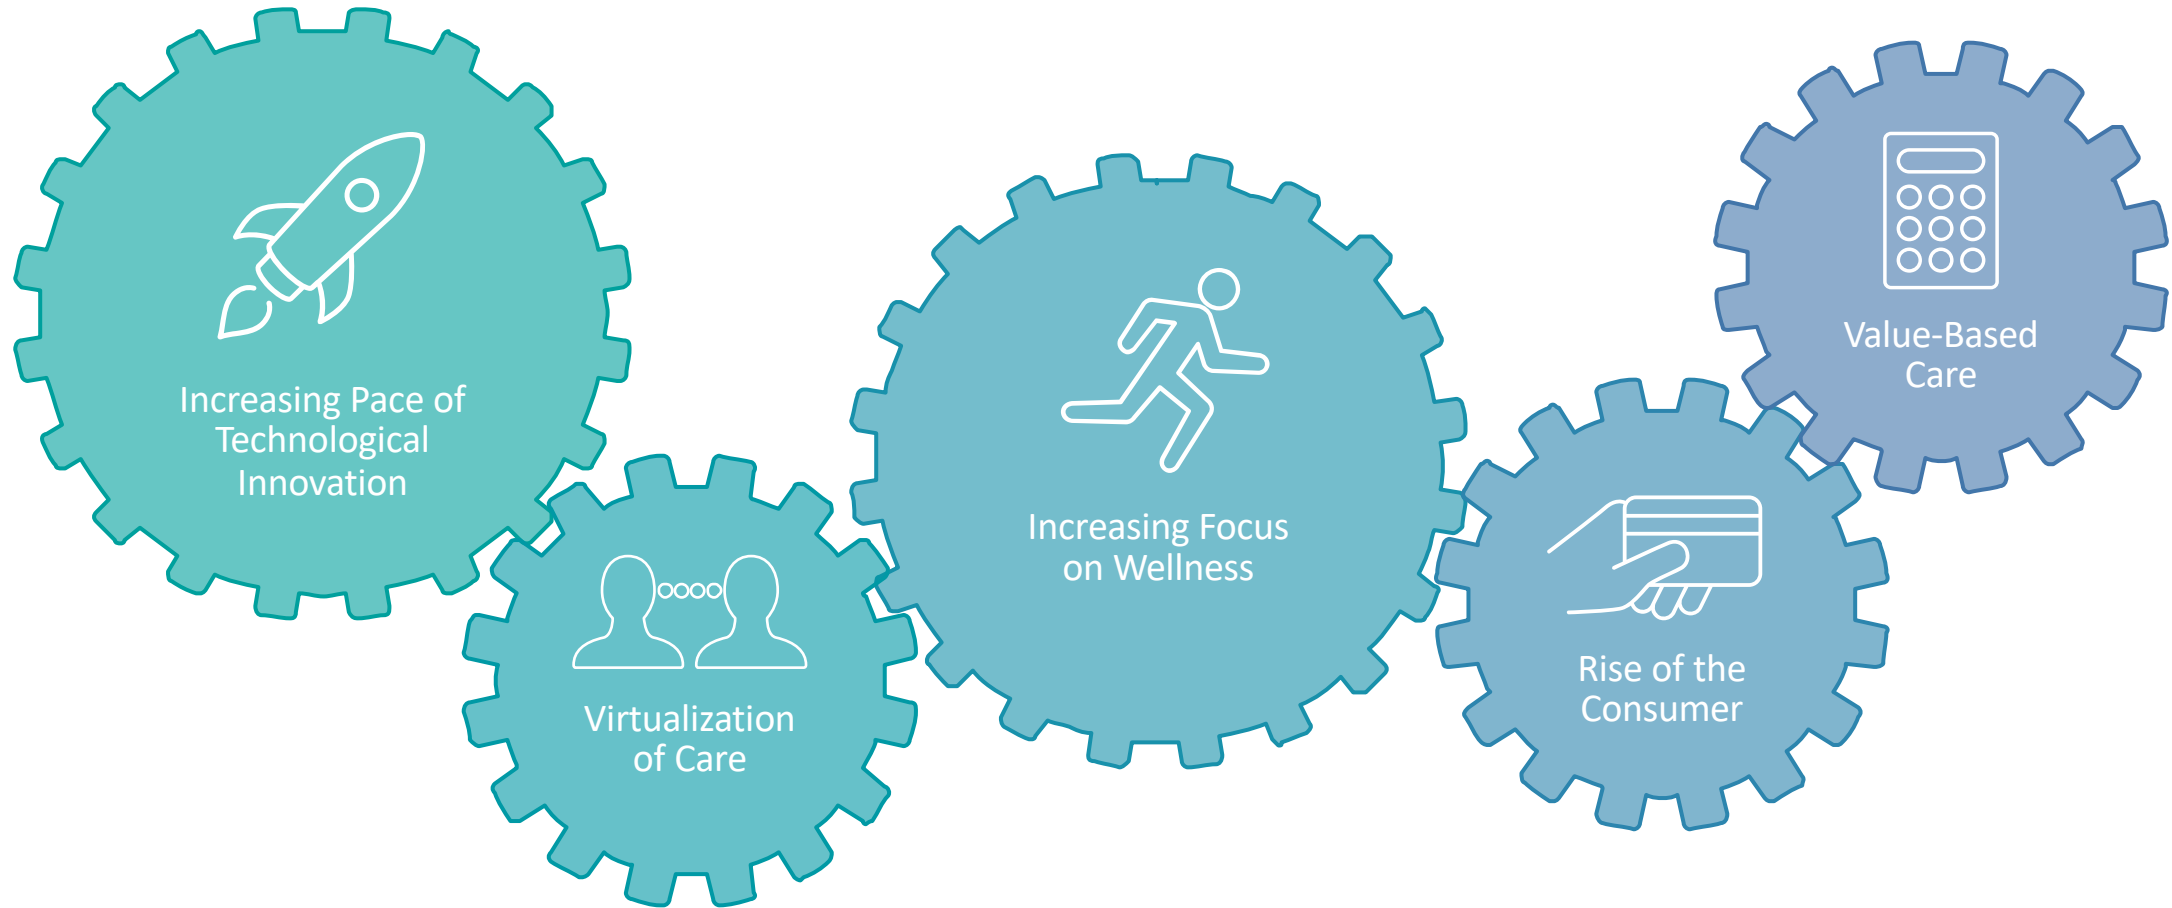 Increasing Pace of
Technological
Innovation
Virtualization
of Care
Increasing Focus
on Wellness
Rise of the
Consumer
Value-Based
Care